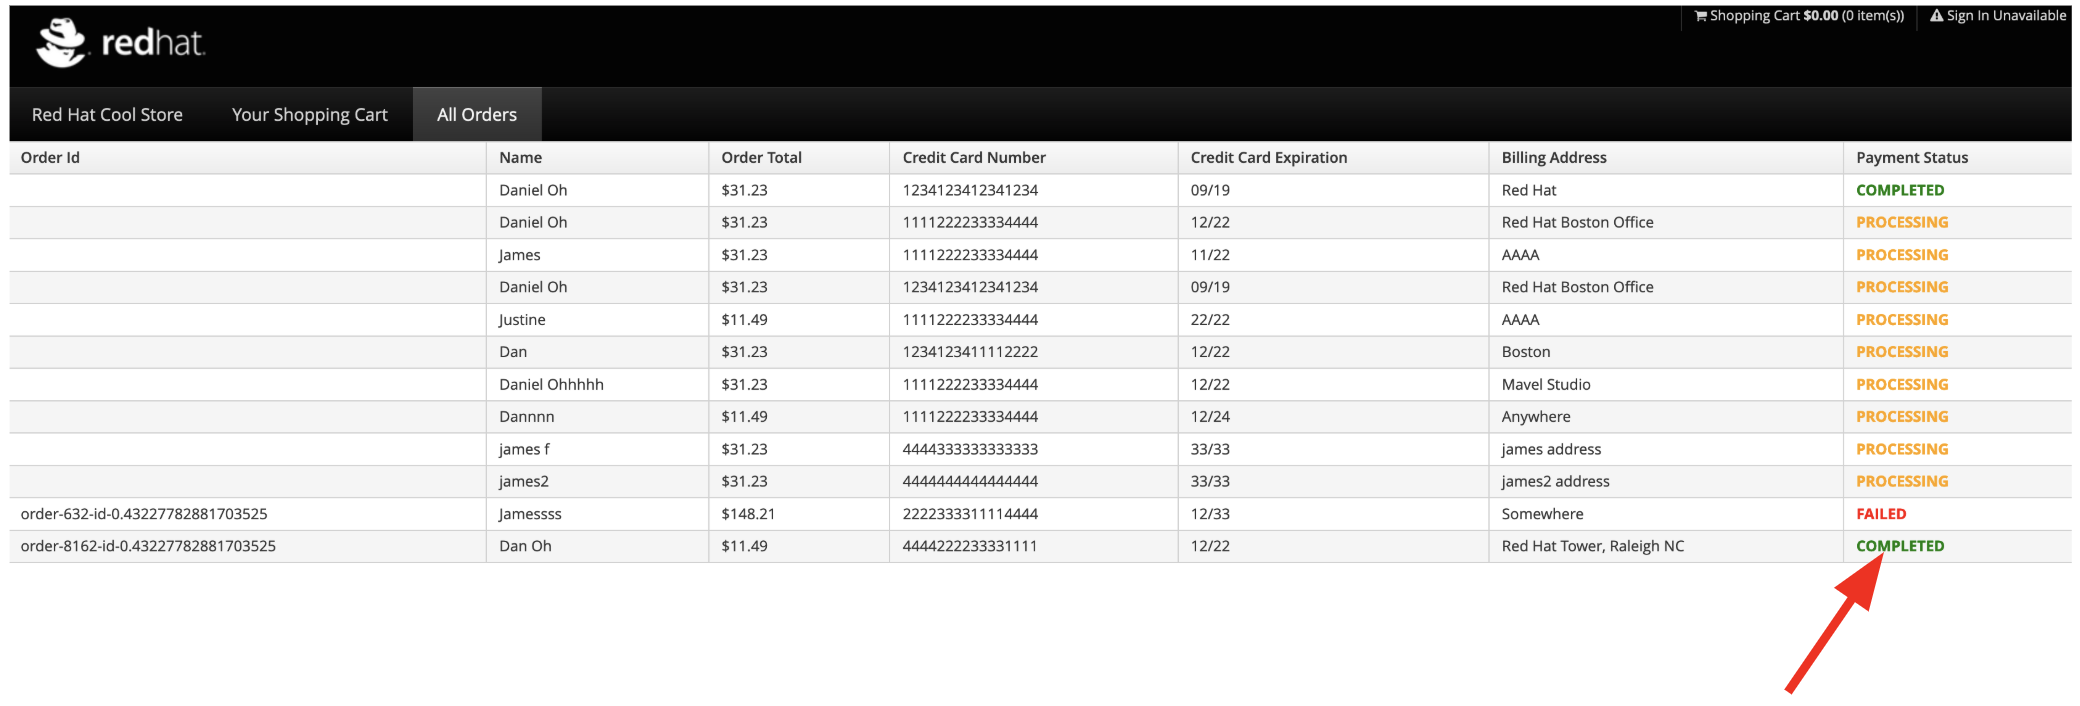 Shopping Cart $0.00 (0 item(s)) Sign In Unavailable
redhat.
Red Hat Cool Store Your Shopping Cart All Orders
Order Id Name Order Total Credit Card Number Credit Card Expiration Billing Address Payment Status
Daniel Oh $31.23 1234123412341234 09/19 Red Hat COMPLETED
Daniel Oh $31.23 1111222233334444 12/22 Red Hat Boston Office PROCESSING
James $31.23 1111222233334444 11/22 AAAA PROCESSING
Daniel Oh $31.23 1234123412341234 09/19 Red Hat Boston Office PROCESSING
Justine $11.49 1111222233334444 22/22 AAAA PROCESSING
Dan $31.23 1234123411112222 12/22 Boston PROCESSING
Daniel Ohhhhh $31.23 1111222233334444 12/22 Mavel Studio PROCESSING
Dannnn $11.49 1111222233334444 12/24 Anywhere PROCESSING
james f $31.23 4444333333333333 33/33 james address PROCESSING
james2 $31.23 4444444444444444 33/33 james2 address PROCESSING
order-632-id-0.43227782881703525 Jamessss $148.21 2222333311114444 12/33 Somewhere FAILED
order-8162-id-0.43227782881703525 Dan Oh $11.49 4444222233331111 12/22 Red Hat Tower, Raleigh NC COMPLETED